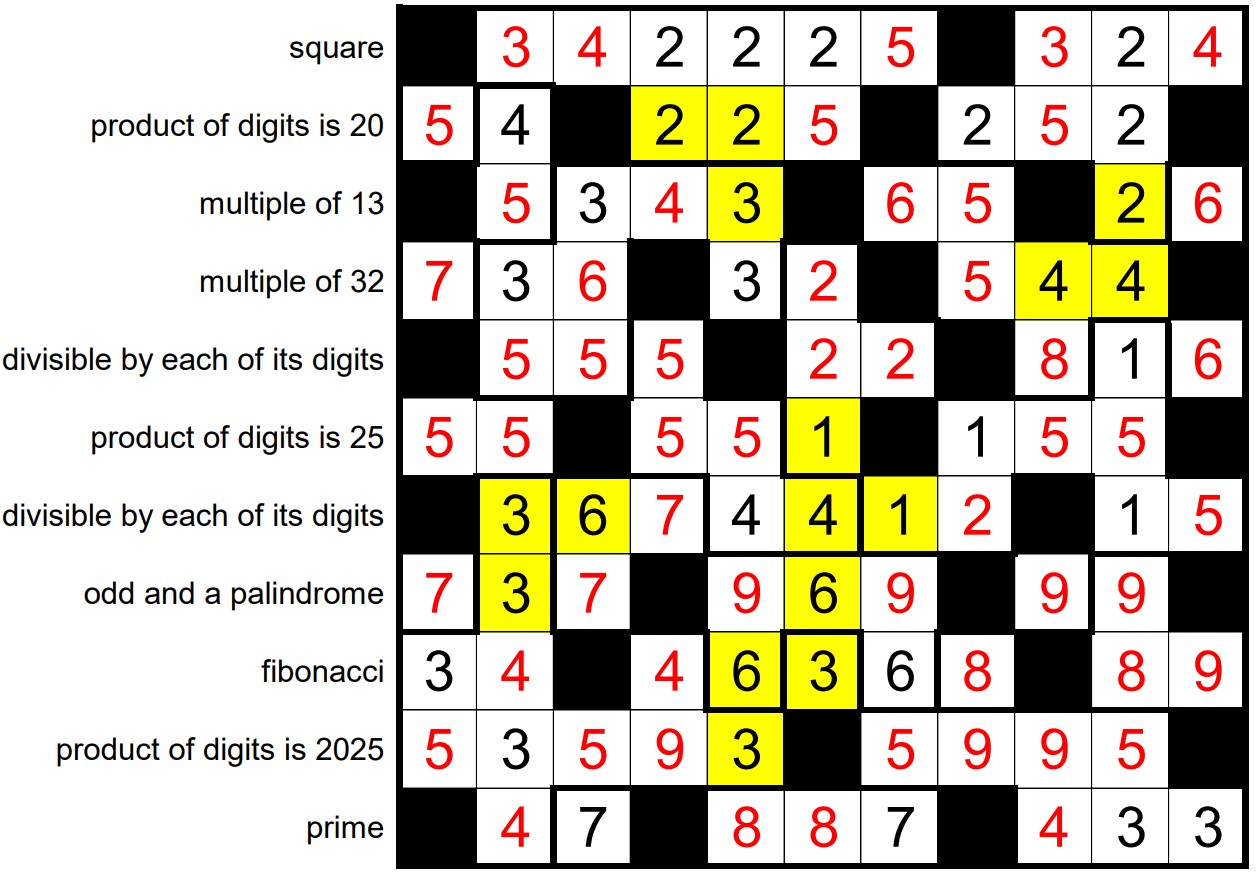 square 3 4 2 2 2 5 3 2 4
product of digits is 20 5 4 2 2 5 2 5 2
multiple of 13 5 3 4 3 6 5 2 6
multiple of 32 7 3 6 3 2 5 4 4
divisible by each of its digits 5 5 5 2 2 8 1 6
product of digits is 25 5 5 5 5 1 1 5 5
divisible by each of its digits 3 6 7 4 4 1 2 1 5
odd and a palindrome 7 3 7 9 6 9 9 9
fibonacci 3 4 4 6 3 6 8 8 9
product of digits is 2025 5 3 5 9 3 5 9 9 5
prime 4 7 8 8 7 4 3 3